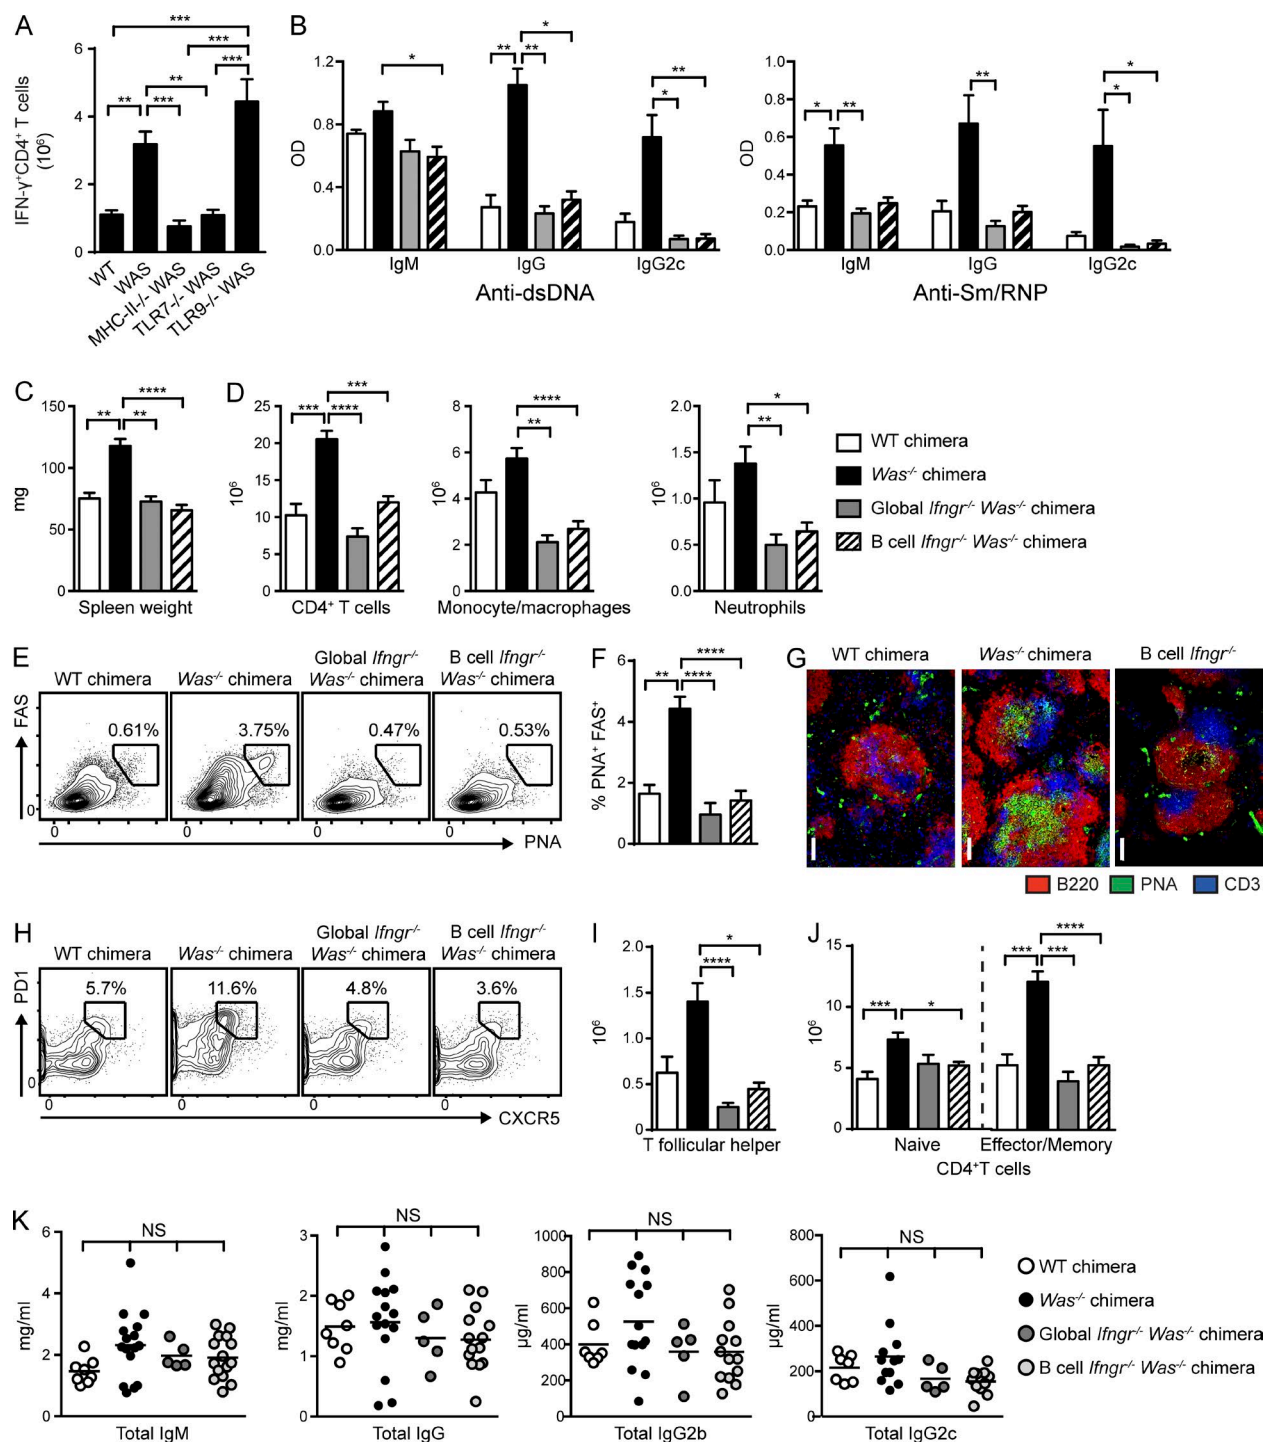 A
IFN-γ⁺CD4⁺ T cells
(10⁶)
6
4
2
0
***
***
**
***
** ***
WT
WAS
MHC-II-/- WAS
TLR7-/- WAS
TLR9-/- WAS
B
OD
1.2
0.8
0.4
0.0
*
*
** **
**
*
IgM IgG IgG2c
Anti-dsDNA
OD
1.0
0.8
0.6
0.4
0.2
0.0
* **
**
*
*
IgM IgG IgG2c
Anti-Sm/RNP
C
mg
150
100
50
0
****
** **
Spleen weight
D
10⁶
25
20
15
10
5
0
***
*** ****
CD4⁺ T cells
10⁶
8
6
4
2
0
****
**
Monocyte/macrophages
10⁶
2.0
1.5
1.0
0.5
0.0
*
**
Neutrophils
WT chimera
Was⁻/⁻ chimera
Global Ifngr⁻/⁻ Was⁻/⁻ chimera
B cell Ifngr⁻/⁻ Was⁻/⁻ chimera
E
WT chimera
Was⁻/⁻ chimera
Global Ifngr⁻/⁻
Was⁻/⁻ chimera
B cell Ifngr⁻/⁻
Was⁻/⁻ chimera
FAS
0
0.61% 3.75% 0.47% 0.53%
0 0 0 0
PNA
F
% PNA⁺ FAS⁺
6
4
2
0
****
** ****
G
WT chimera Was⁻/⁻ chimera B cell Ifngr⁻/⁻
B220 PNA CD3
H
WT chimera
Was⁻/⁻ chimera
Global Ifngr⁻/⁻
Was⁻/⁻ chimera
B cell Ifngr⁻/⁻
Was⁻/⁻ chimera
PD1
0
5.7% 11.6% 4.8% 3.6%
0 0 0 0
CXCR5
I
10⁶
2.0
1.5
1.0
0.5
0
*
****
T follicular helper
J
10⁶
15
10
5
0
*** *
****
*** ***
Naive Effector/Memory
CD4⁺T cells
K
mg/ml
6
4
2
0
NS
Total IgM
mg/ml
3
2
1
0
NS
Total IgG
µg/ml
1000
800
600
400
200
0
NS
Total IgG2b
µg/ml
800
600
400
200
0
NS
Total IgG2c
WT chimera
Was⁻/⁻ chimera
Global Ifngr⁻/⁻ Was⁻/⁻ chimera
B cell Ifngr⁻/⁻ Was⁻/⁻ chimera